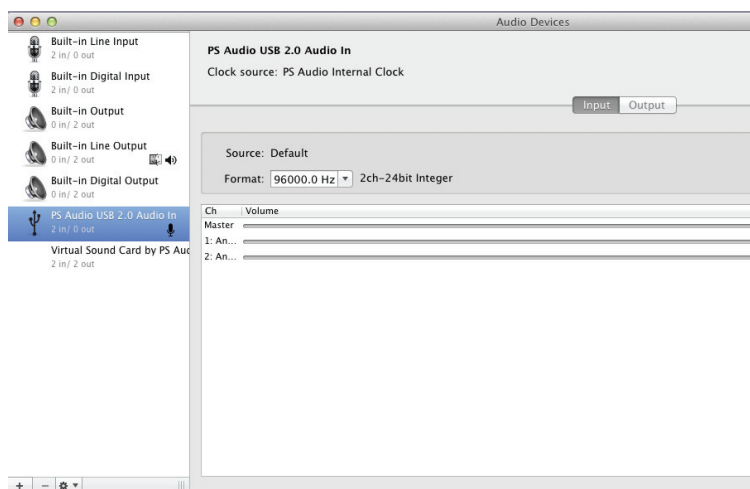 Audio Devices
Built-in Line Input
2 in/ 0 out
Built-in Digital Input
2 in/ 0 out
Built-in Output
0 in/ 2 out
Built-in Line Output
0 in/ 2 out
Built-in Digital Output
0 in/ 2 out
PS Audio USB 2.0 Audio In
2 in/ 0 out
Virtual Sound Card by PS Aud
2 in/ 2 out
PS Audio USB 2.0 Audio In
Clock source: PS Audio Internal Clock
Input Output
Source: Default
Format: 96000.0 Hz 2ch-24bit Integer
Ch Volume
Master
1: An...
2: An...